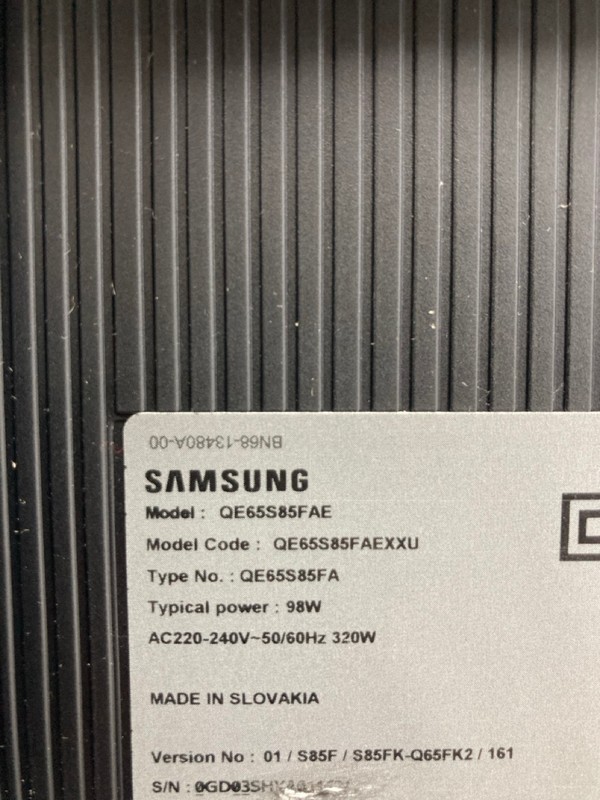 BN68-13480A-00
SAMSUNG
Model : QE65S85FAE
Model Code : QE65S85FAEXXU
Type No. : QE65S85FA
Typical power : 98W
AC220-240V~50/60Hz 320W
MADE IN SLOVAKIA
Version No : 01 / S85F / S85FK-Q65FK2 / 161
S/N :